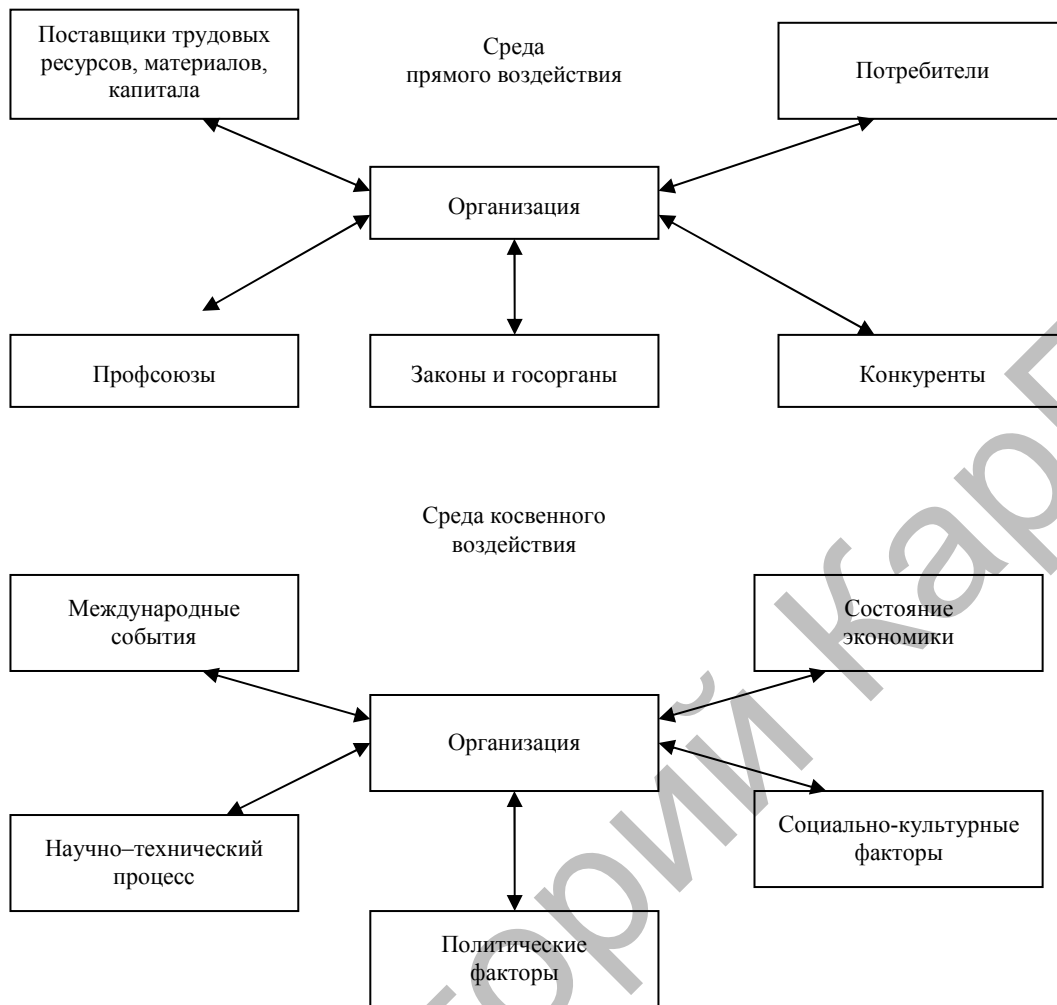 Поставщики трудовых
ресурсов, материалов,
капитала
Среда
прямого воздействия
Потребители
Организация
Профсоюзы
Законы и госорганы
Конкуренты
Среда косвенного
воздействия
Международные
события
Состояние
экономики
Организация
Научно–технический
процесс
Социально-культурные
факторы
Политические
факторы